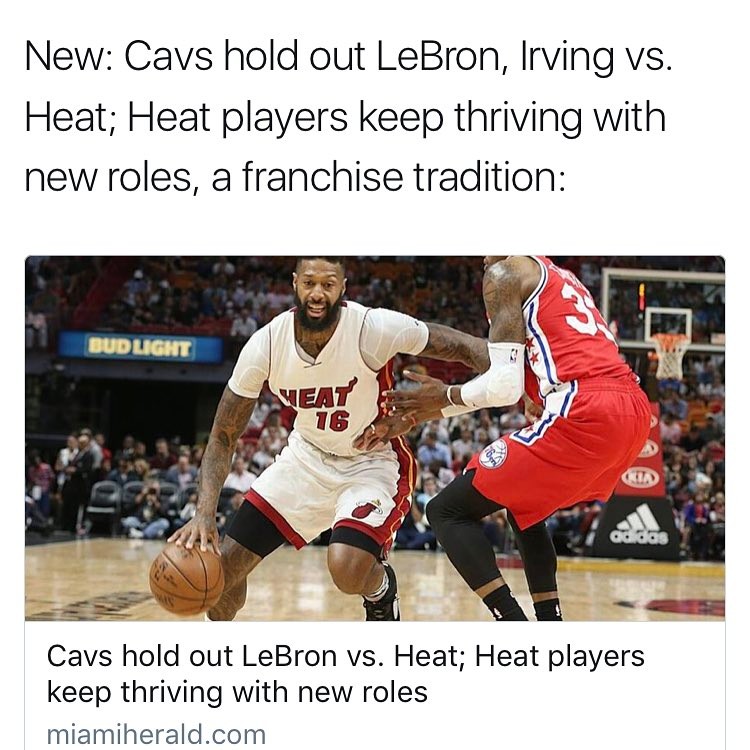 New: Cavs hold out LeBron, Irving vs.
Heat; Heat players keep thriving with
new roles, a franchise tradition:
BUD LIGHT
HEAT
16
KIA
adidas
Cavs hold out LeBron vs. Heat; Heat players
keep thriving with new roles
miamiherald.com